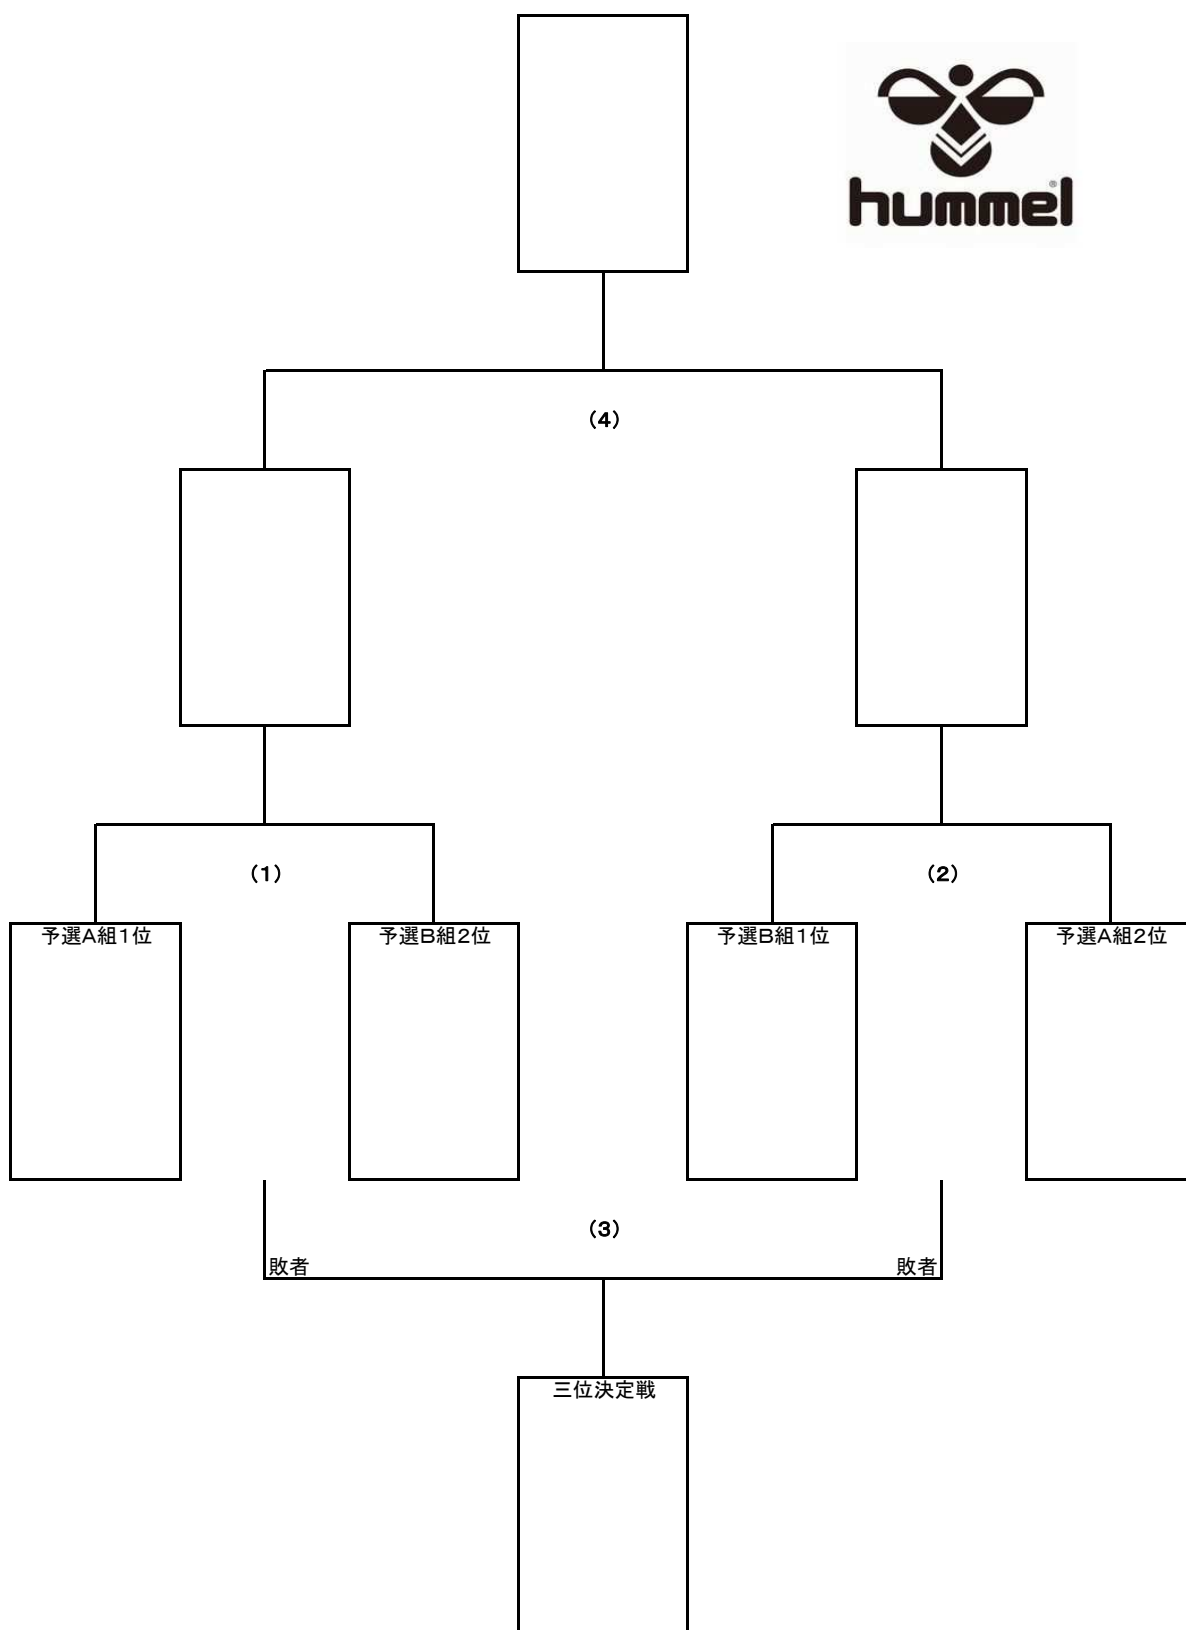 hummel
®
（4）
（1）
（2）
予選A組1位
予選B組2位
予選B組1位
予選A組2位
（3）
敗者
敗者
三位決定戦